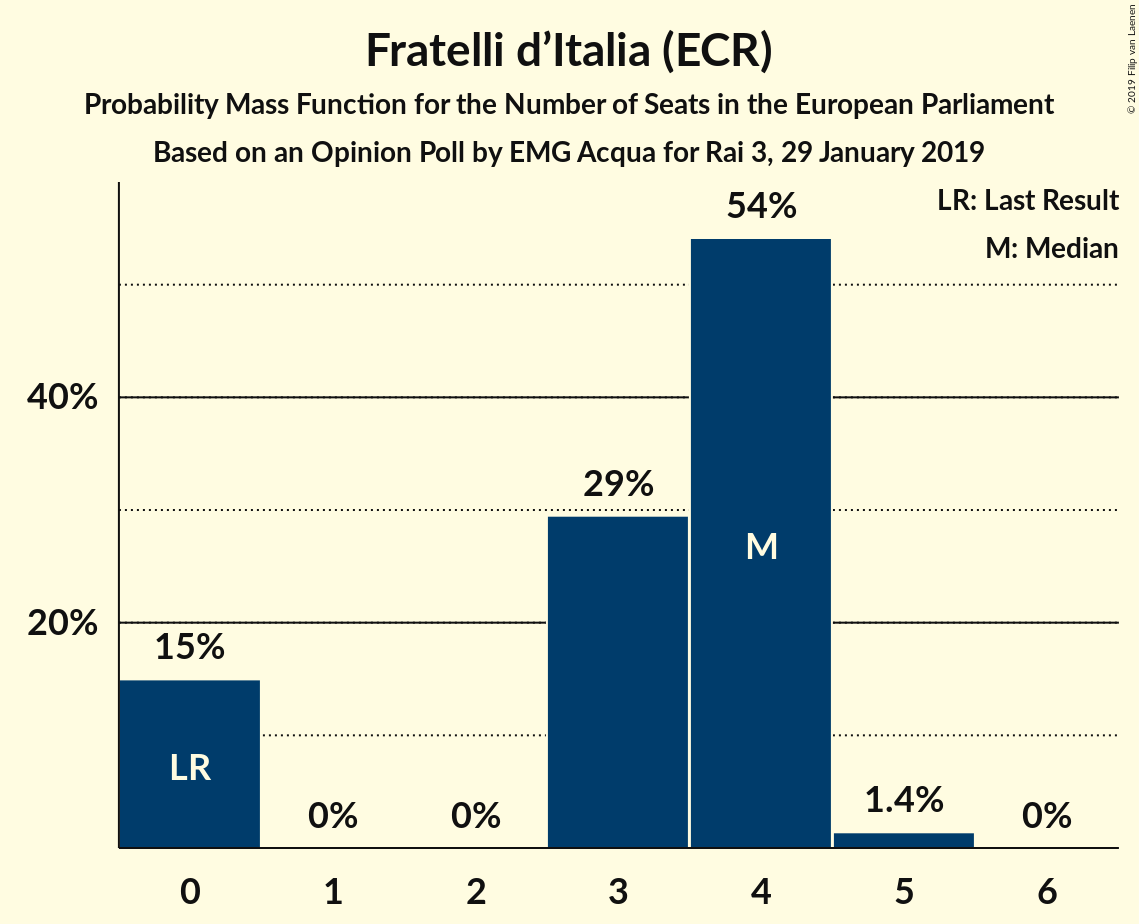 Fratelli d’Italia (ECR)
Probability Mass Function for the Number of Seats in the European Parliament
Based on an Opinion Poll by EMG Acqua for Rai 3, 29 January 2019
© 2019 Filip van Laenen
LR: Last Result
M: Median
54%
40%
29%
M
20%
15%
LR
0%
0%
1.4%
0%
0
1
2
3
4
5
6